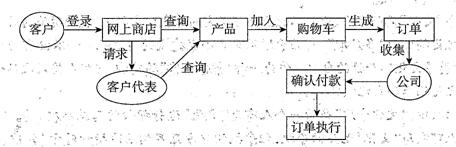 客户 登录 网上商店 查询 产品 加入 购物车 生成 订单
请求 收集
客户代表 查询 确认付款 公司
订单执行